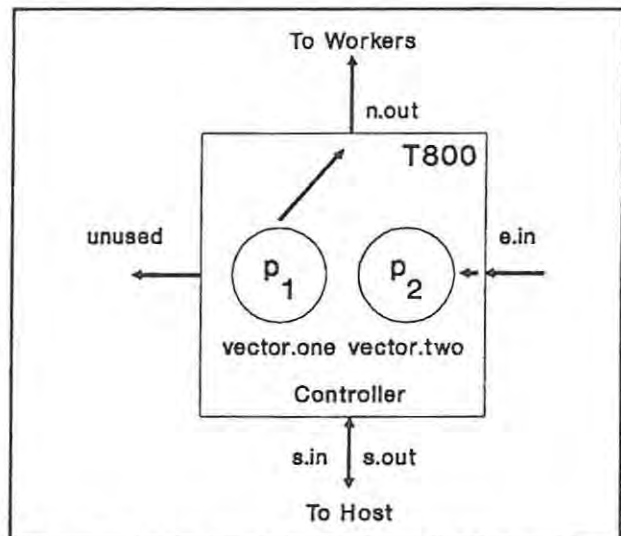 To Workers
n.out
T800
unused
e.in
p1
p2
vector.one vector.two
Controller
s.in s.out
To Host